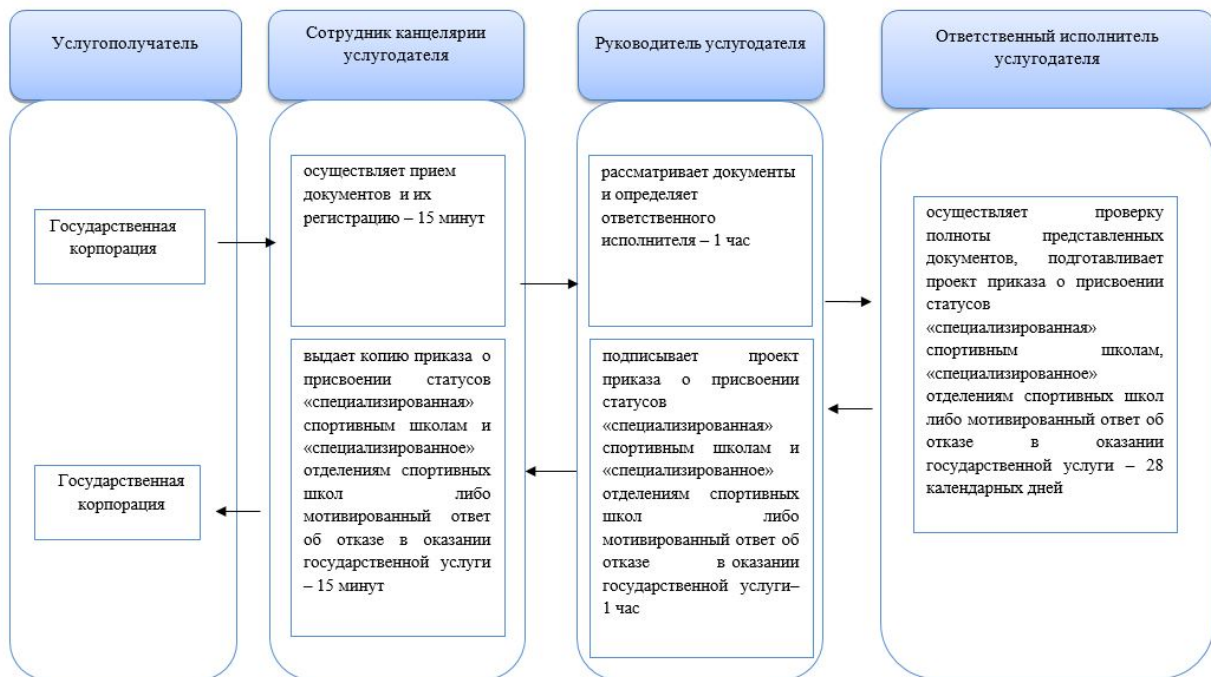 Услугополучатель
Сотрудник канцелярии
услугодателя
Руководитель услугодателя
Ответственный исполнитель
услугодателя
Государственная
корпорация
осуществляет прием
документов и их
регистрацию – 15 минут
рассматривает документы
и определяет
ответственного
исполнителя – 1 час
осуществляет проверку
полноты представленных
документов, подготавливает
проект приказа о присвоении
статусов
«специализированная»
спортивным школам,
«специализированное»
отделениям спортивных школ
либо мотивированный ответ об
отказе в оказании
государственной услуги – 28
календарных дней
подписывает проект
приказа о присвоении
статусов
«специализированная»
спортивным школам и
«специализированное»
отделениям спортивных
школ либо
мотивированный ответ об
отказе в оказании
государственной услуги–
1 час
выдает копию приказа о
присвоении статусов
«специализированная»
спортивным школам и
«специализированное»
отделениям спортивных
школ либо
мотивированный ответ
об отказе в оказании
государственной услуги
– 15 минут
Государственная
корпорация